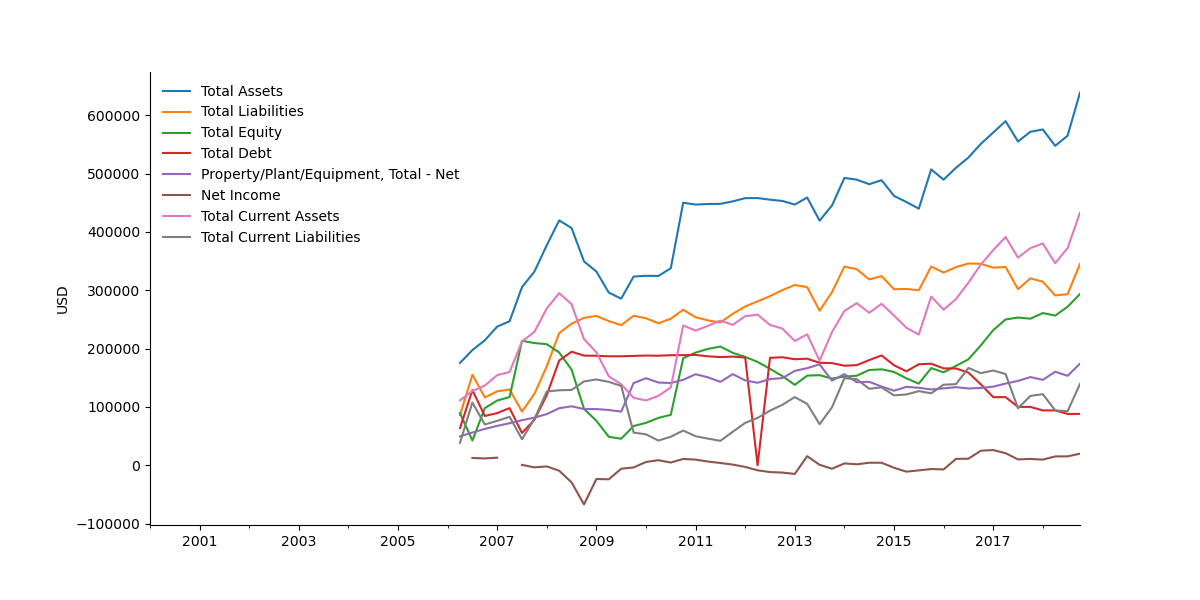 USD
600000
500000
400000
300000
200000
100000
0
−100000
Total Assets
Total Liabilities
Total Equity
Total Debt
Property/Plant/Equipment, Total - Net
Net Income
Total Current Assets
Total Current Liabilities
2001 2003 2005 2007 2009 2011 2013 2015 2017